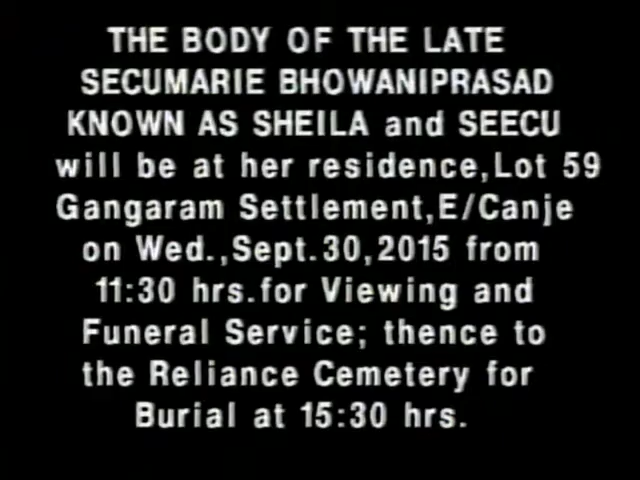 THE BODY OF THE LATE
SECUMARIE BHOWANIPRASAD
KNOWN AS SHEILA and SEECU
will be at her residence,Lot 59
Gangaram Settlement,E/Canje
on Wed.,Sept.30,2015 from
11:30 hrs.for Viewing and
Funeral Service; thence to
the Reliance Cemetery for
Burial at 15:30 hrs.